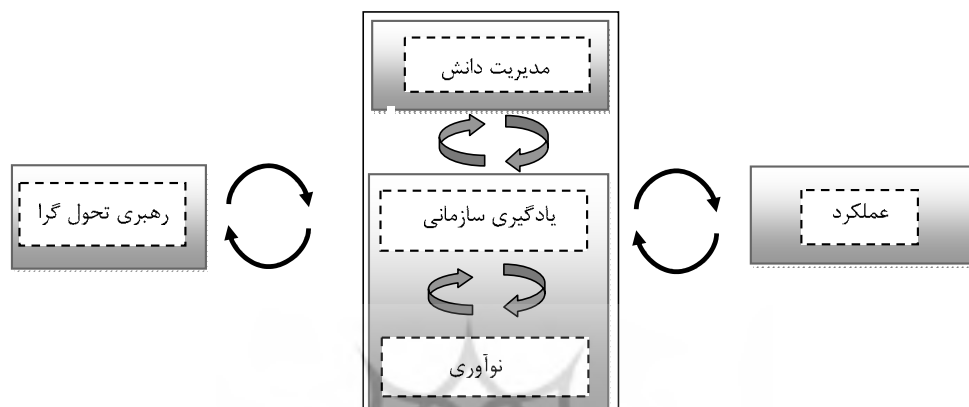 مدیریت دانش
رهبری تحول گرا
یادگیری سازمانی
عملکرد
نوآوری